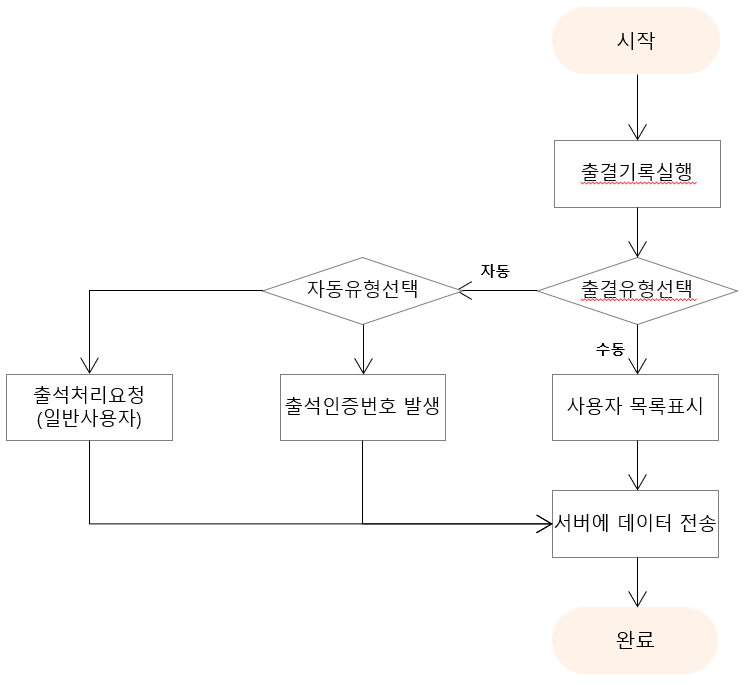 시작
출결기록실행
자동
자동유형선택
출결유형선택
수동
출석처리요청
(일반사용자)
출석인증번호 발생
사용자 목록표시
서버에 데이터 전송
완료